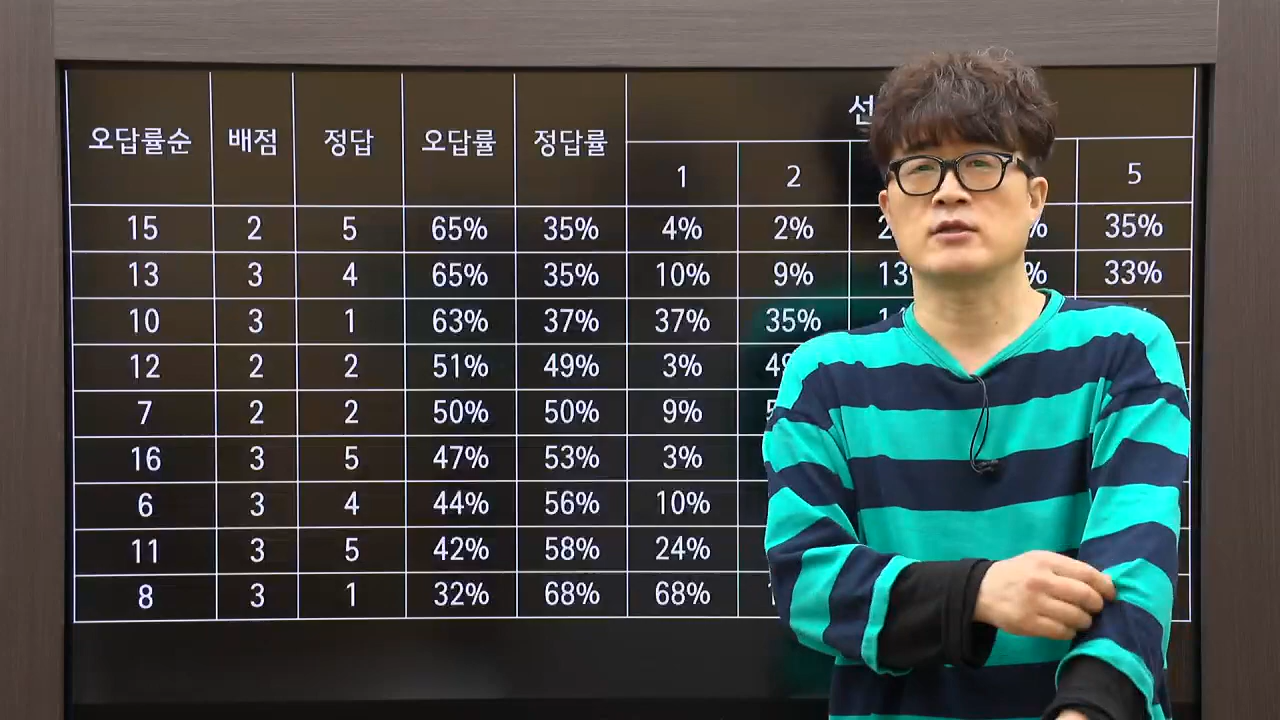 오답률순 배점 정답 오답률 정답률 선
1 2 5
15 2 5 65% 35% 4% 2% 35%
13 3 4 65% 35% 10% 9% 13 33%
10 3 1 63% 37% 37% 35%
12 2 2 51% 49% 3%
7 2 2 50% 50% 9%
16 3 5 47% 53% 3%
6 3 4 44% 56% 10%
11 3 5 42% 58% 24%
8 3 1 32% 68% 68%